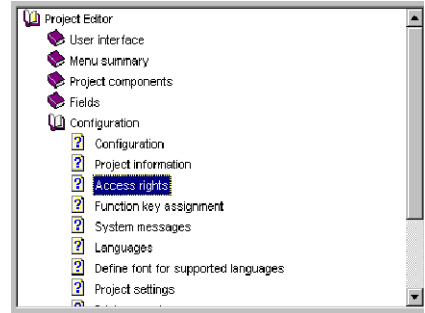 Project Editor
User interface
Menu summary
Project components
Fields
Configuration
Configuration
Project information
Access rights
Function key assignment
System messages
Languages
Define font for supported languages
Project settings